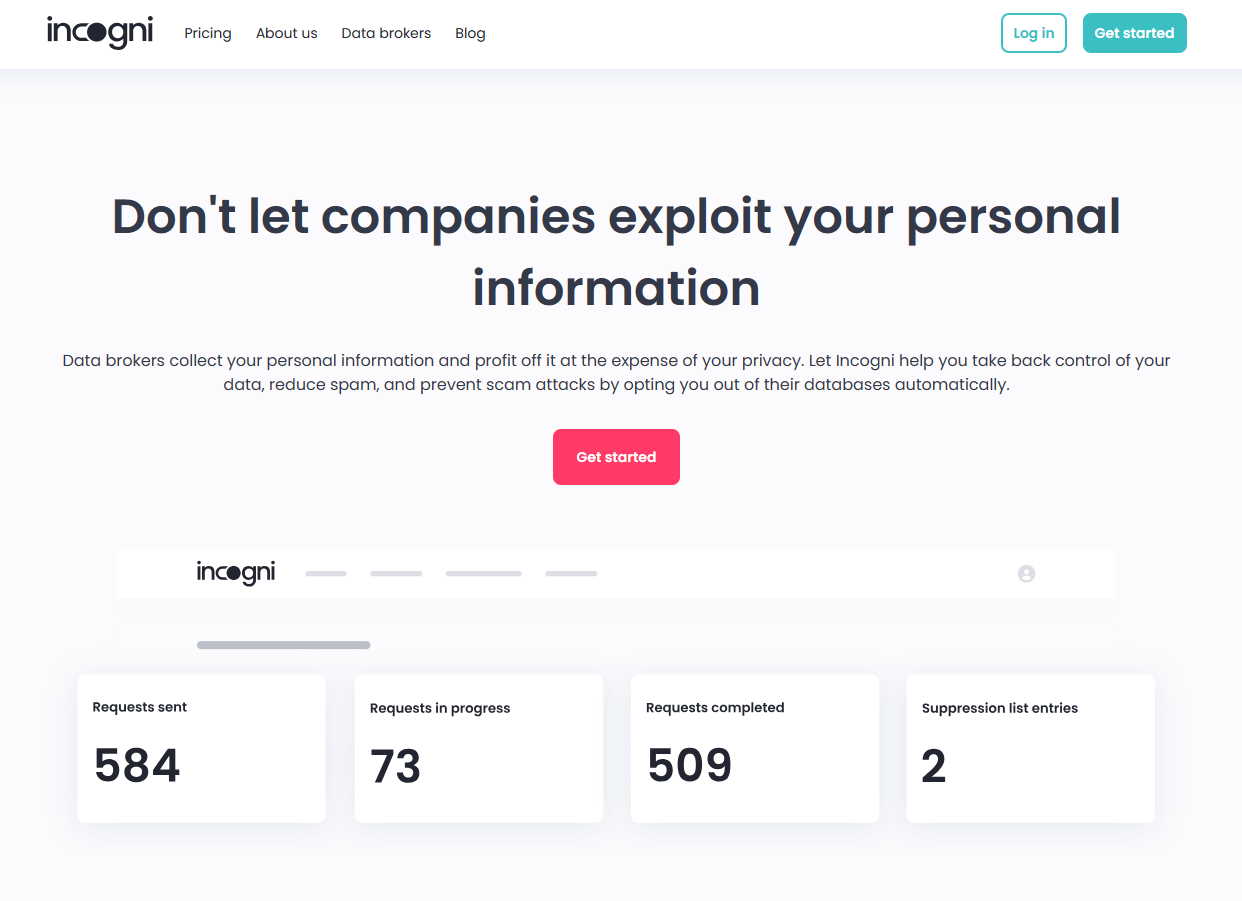 incogni Pricing About us Data brokers Blog Log in Get started
Don't let companies exploit your personal
information
Data brokers collect your personal information and profit off it at the expense of your privacy. Let Incogni help you take back control of your
data, reduce spam, and prevent scam attacks by opting you out of their databases automatically.
Get started
incogni
Requests sent
584
Requests in progress
73
Requests completed
509
Suppression list entries
2